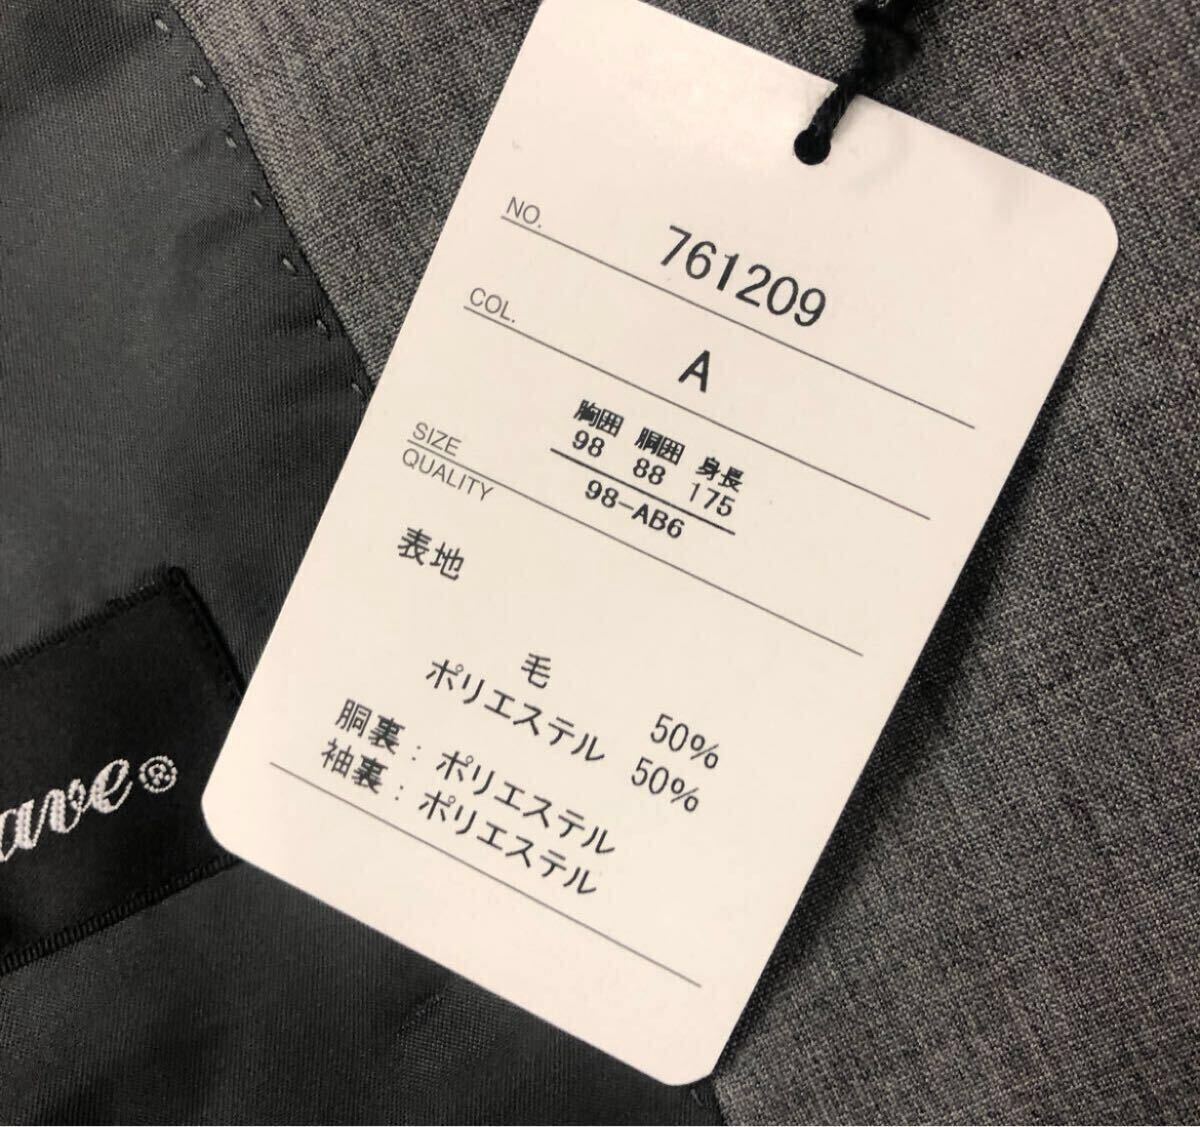 NO.
761209
COL.
A
SIZE
胸囲 胴囲 身長
98 88 175
98-AB6
QUALITY
表地
毛 50%
ポリエステル 50%
胴裏：ポリエステル
袖裏：ポリエステル
ave®